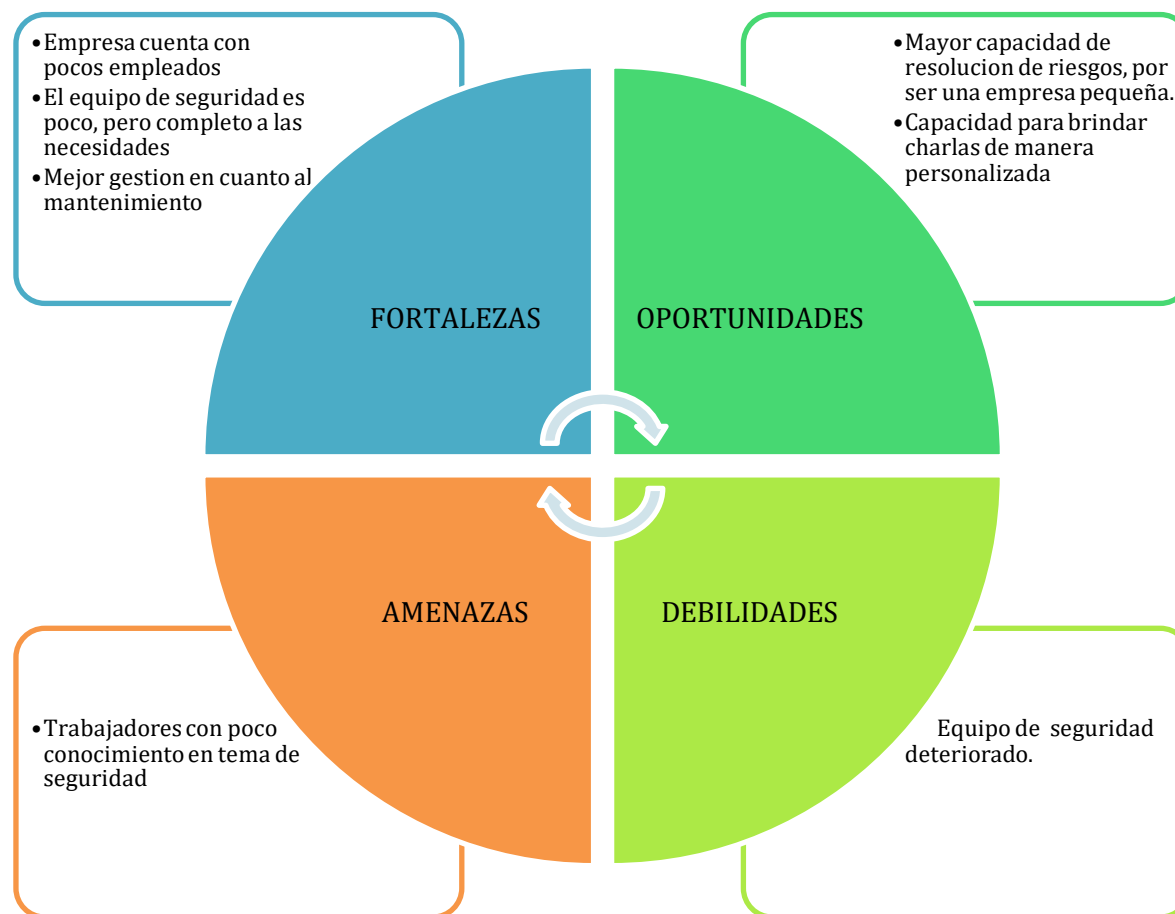 •Empresa cuenta con
pocos empleados
•El equipo de seguridad es
poco, pero completo a las
necesidades
•Mejor gestion en cuanto al
mantenimiento
•Mayor capacidad de
resolucion de riesgos, por
ser una empresa pequeña.
•Capacidad para brindar
charlas de manera
personalizada
FORTALEZAS
OPORTUNIDADES
AMENAZAS
DEBILIDADES
•Trabajadores con poco
conocimiento en tema de
seguridad
Equipo de seguridad
deteriorado.